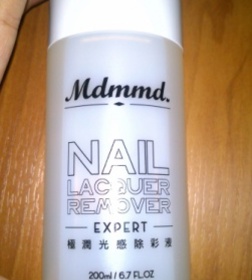 Mdmmd.
NAIL
LACQUER
REMOVER
EXPERT
極潤光感除彩液
200ml/6.7 FL.OZ